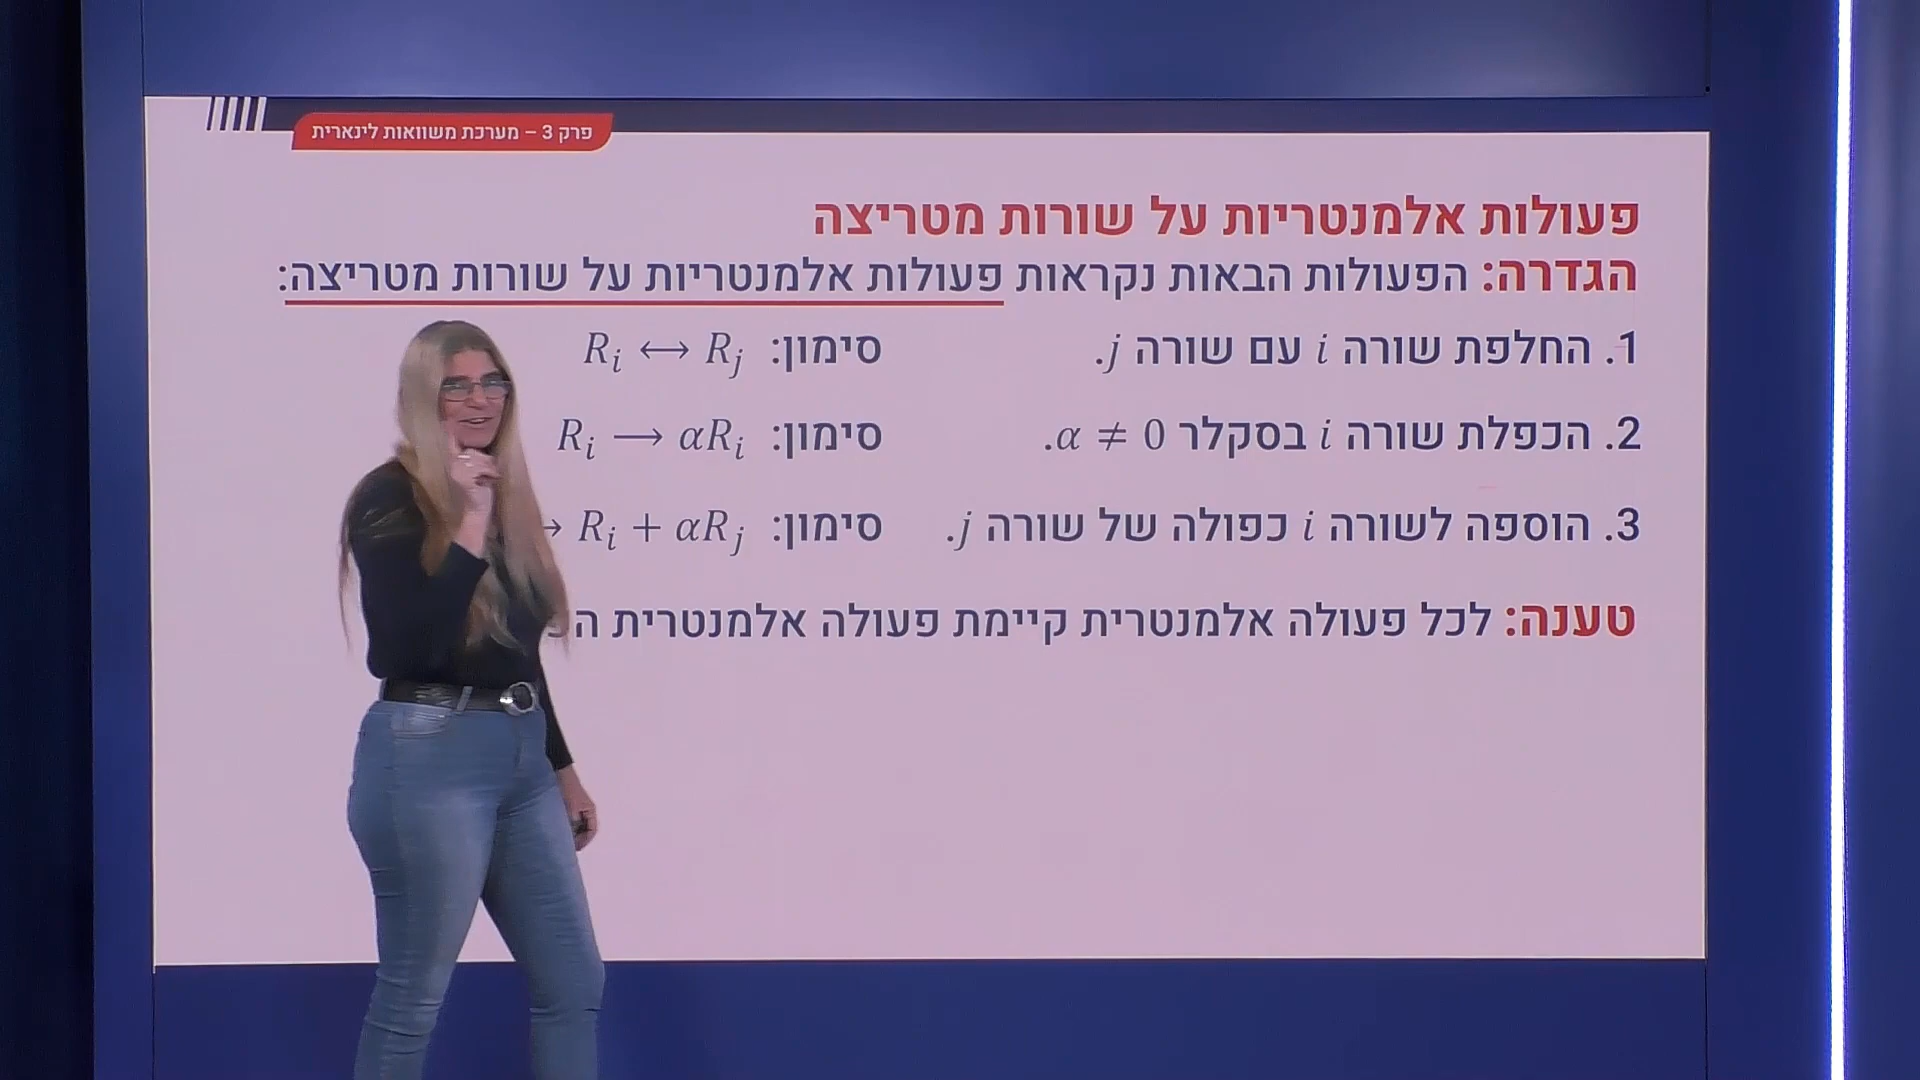 פרק 3 – מערכת משוואות לינארית
פעולות אלמנטריות על שורות מטריצה
הגדרה: הפעולות הבאות נקראות פעולות אלמנטריות על שורות מטריצה:
1. החלפת שורה i עם שורה j. סימון: R_i ⟷ R_j
2. הכפלת שורה i בסקלר α ≠ 0. סימון: R_i ⟶ αR_i
3. הוספה לשורה i כפולה של שורה j. סימון: → R_i + αR_j
טענה: לכל פעולה אלמנטרית קיימת פעולה אלמנטרית